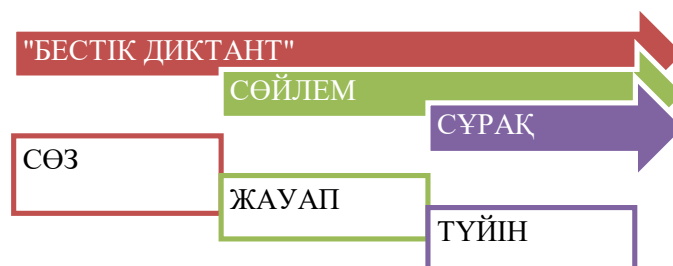 "БЕСТІК ДИКТАНТ"
СӨЙЛЕМ
СҰРАҚ
СӨЗ
ЖАУАП
ТҮЙІН